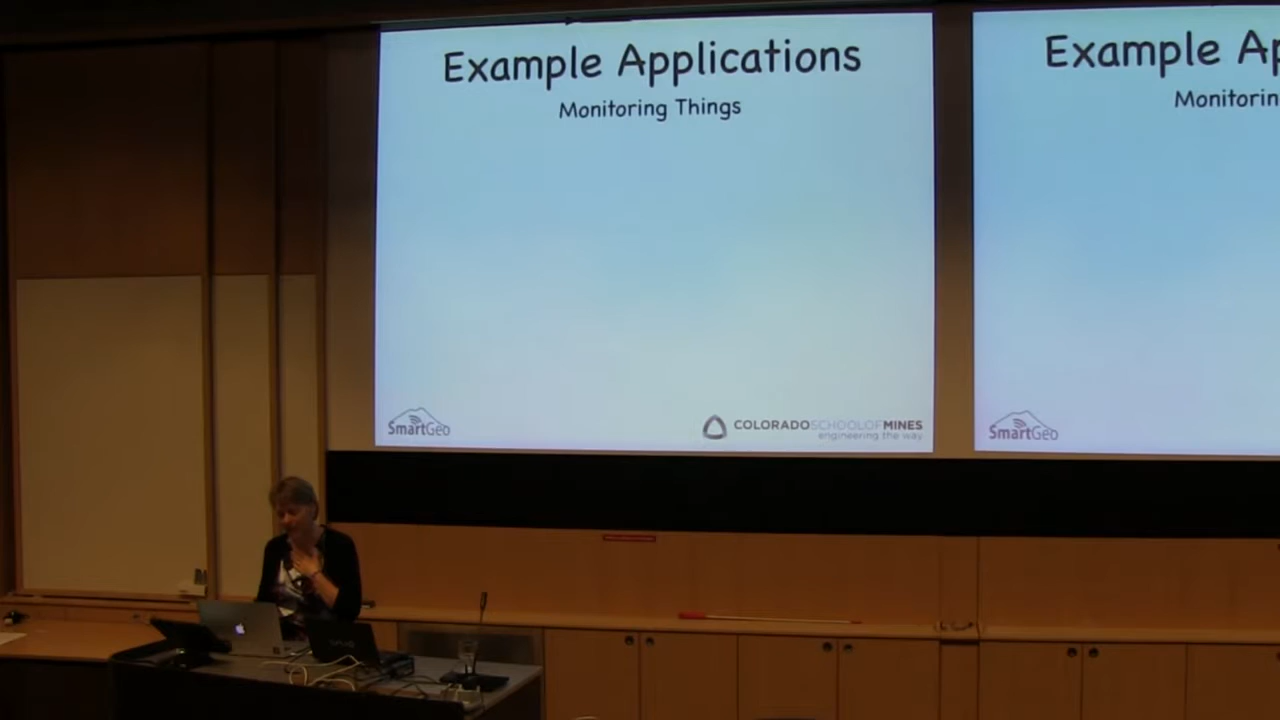 Example Applications
Monitoring Things
SmartGeo
COLORADOSCHOOLOFMINES
engineering the way
Example Ap
Monitorin
SmartGeo